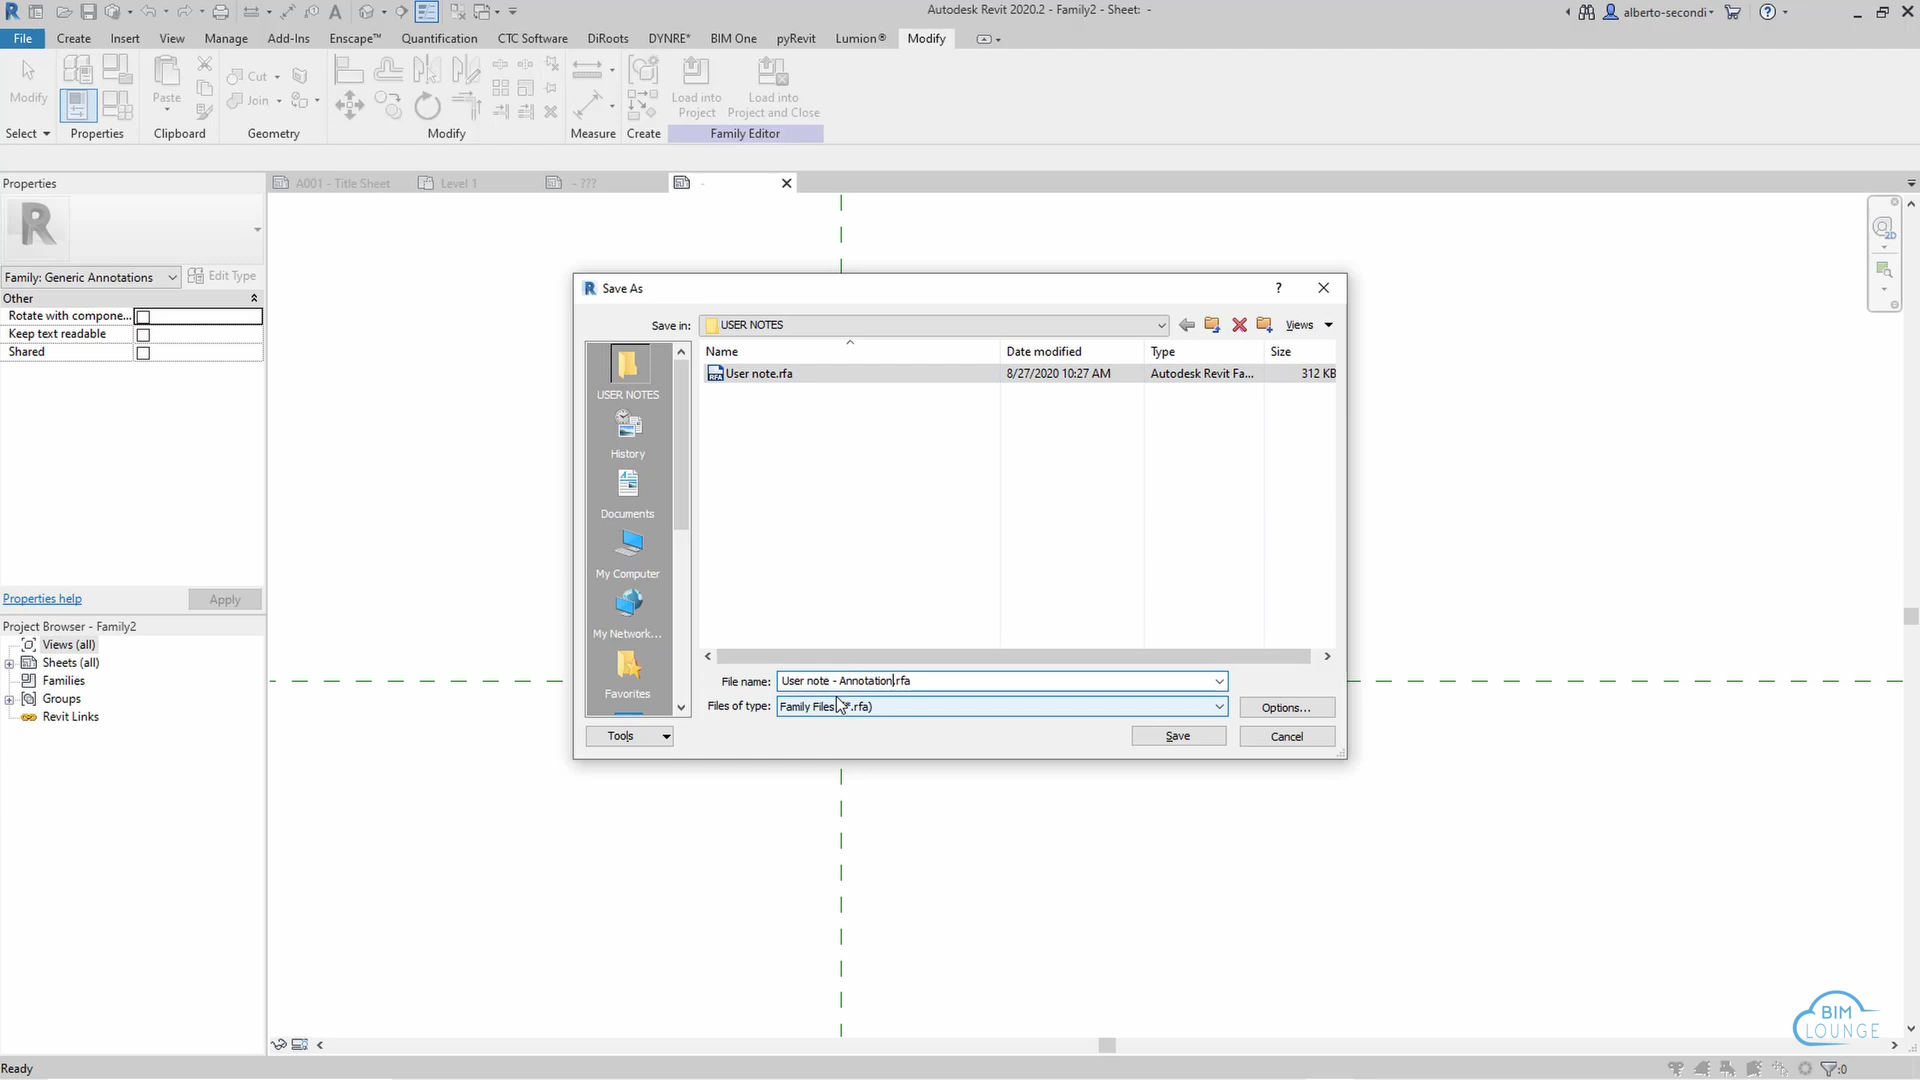 Autodesk Revit 2020.2 - Family2 - Sheet: -
alberto-secondi
File Create Insert View Manage Add-Ins Enscape™ Quantification CTC Software DiRoots DYNRE* BIM One pyRevit Lumion® Modify
Modify
Paste
Cut
Join
Load into Project
Load into Project and Close
Select Properties Clipboard Geometry Modify Measure Create Family Editor
Properties
A001 - Title Sheet
Level 1
- ???
-
R
Family: Generic Annotations
Edit Type
Other
Rotate with compone...
Keep text readable
Shared
Properties help
Apply
Project Browser - Family2
Views (all)
Sheets (all)
Families
Groups
Revit Links
Save As
Save in: USER NOTES
Views
Name Date modified Type Size
User note.rfa 8/27/2020 10:27 AM Autodesk Revit Fa... 312 KB
USER NOTES
History
Documents
My Computer
My Network...
Favorites
File name: User note - Annotation.rfa
Files of type: Family Files (*.rfa)
Options...
Tools
Save
Cancel
2D
BIM
LOUNGE
Ready
:0